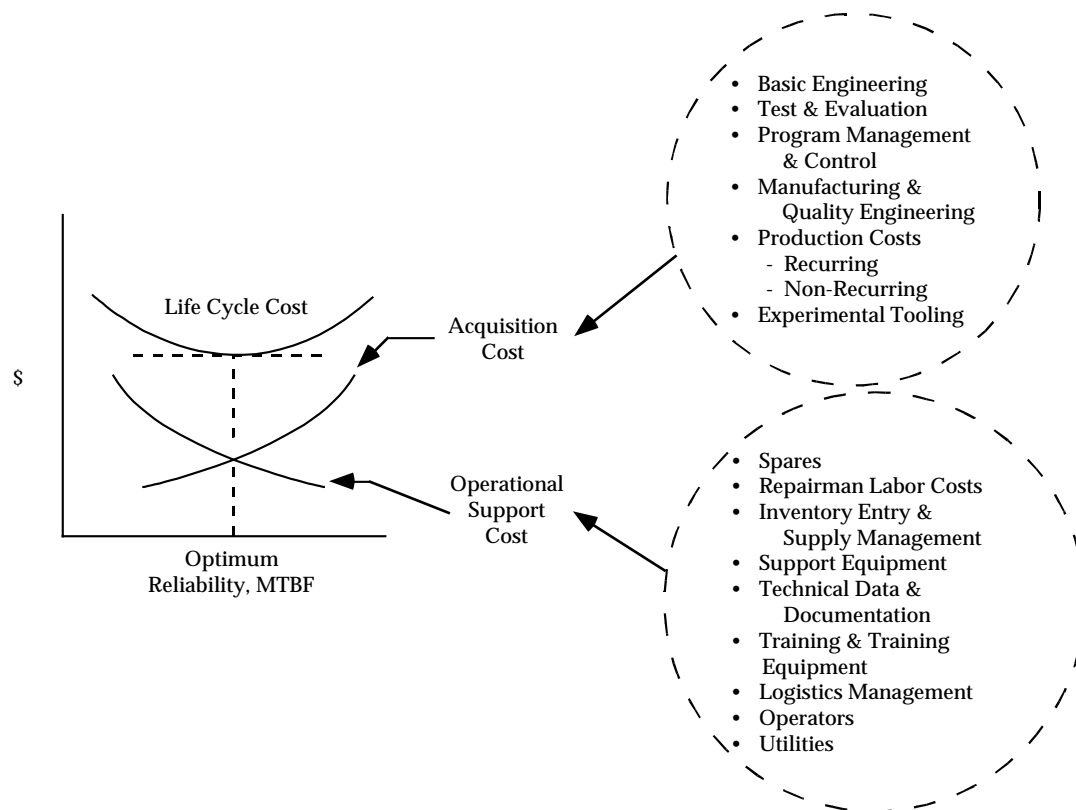 $
Life Cycle Cost
Optimum
Reliability, MTBF
Acquisition
Cost
Operational
Support
Cost
• Basic Engineering
• Test & Evaluation
• Program Management
& Control
• Manufacturing &
Quality Engineering
• Production Costs
- Recurring
- Non-Recurring
• Experimental Tooling
• Spares
• Repairman Labor Costs
• Inventory Entry &
Supply Management
• Support Equipment
• Technical Data &
Documentation
• Training & Training
Equipment
• Logistics Management
• Operators
• Utilities